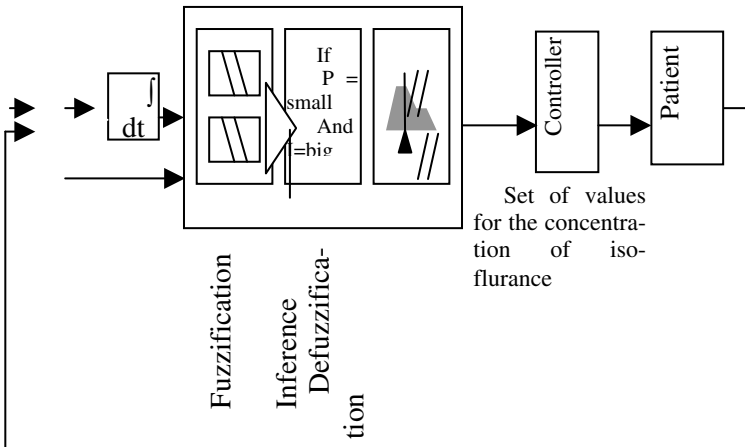 ∫
dt
If
P =
small
And
I=big
Controller
Patient
Set of values
for the concentra-
tion of iso-
flurance
Fuzzification
Inference
Defuzzifica-
tion